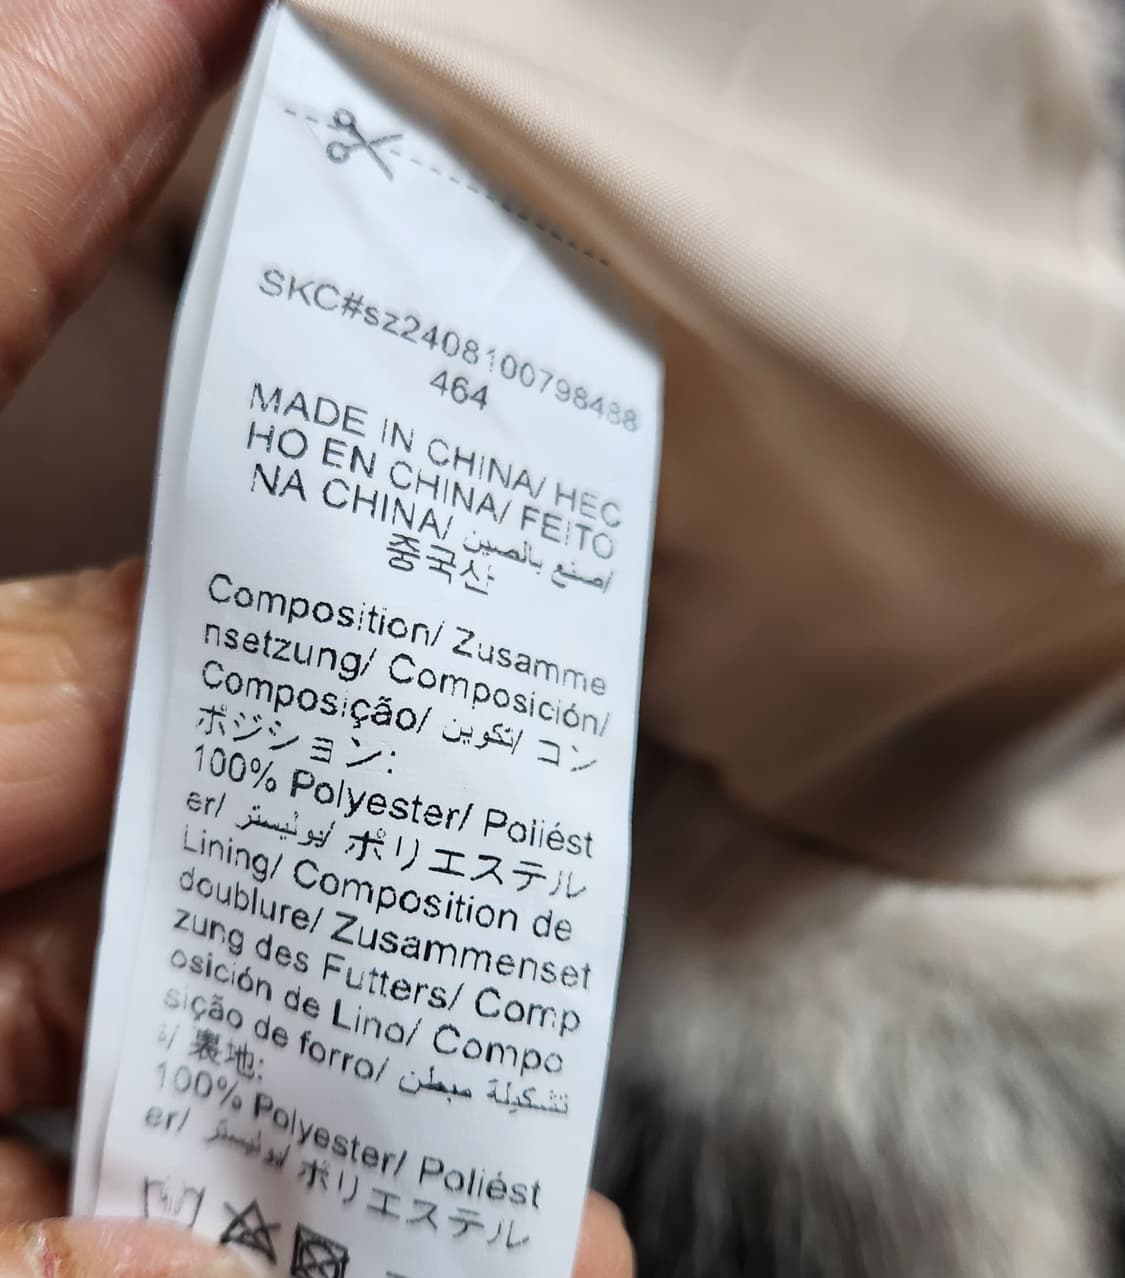 SKC#sz2408100798488
464
MADE IN CHINA/ HEC
HO EN CHINA/ FEITO
NA CHINA/ صنع بالصين/
중국산
Composition/ Zusamme
nsetzung/ Composición/
Composição/ تكوين/ コン
ポジション:
100% Polyester/ Poliést
er/ بوليستر/ ポリエステル
Lining/ Composition de
doublure/ Zusammenset
zung des Futters/ Comp
osición de Lino/ Compo
sição de forro/ تشكيلة مبطن
/ 裏地:
100% Polyester/ Poliést
er/ بوليستر/ ポリエステル